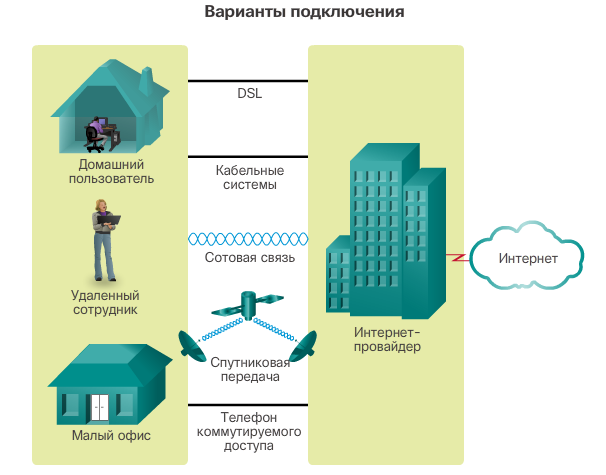 Варианты подключения
DSL
Домашний
пользователь
Кабельные
системы
Сотовая связь
Интернет
Удаленный
сотрудник
Интернет-
провайдер
Спутниковая
передача
Малый офис
Телефон
коммутируемого
доступа